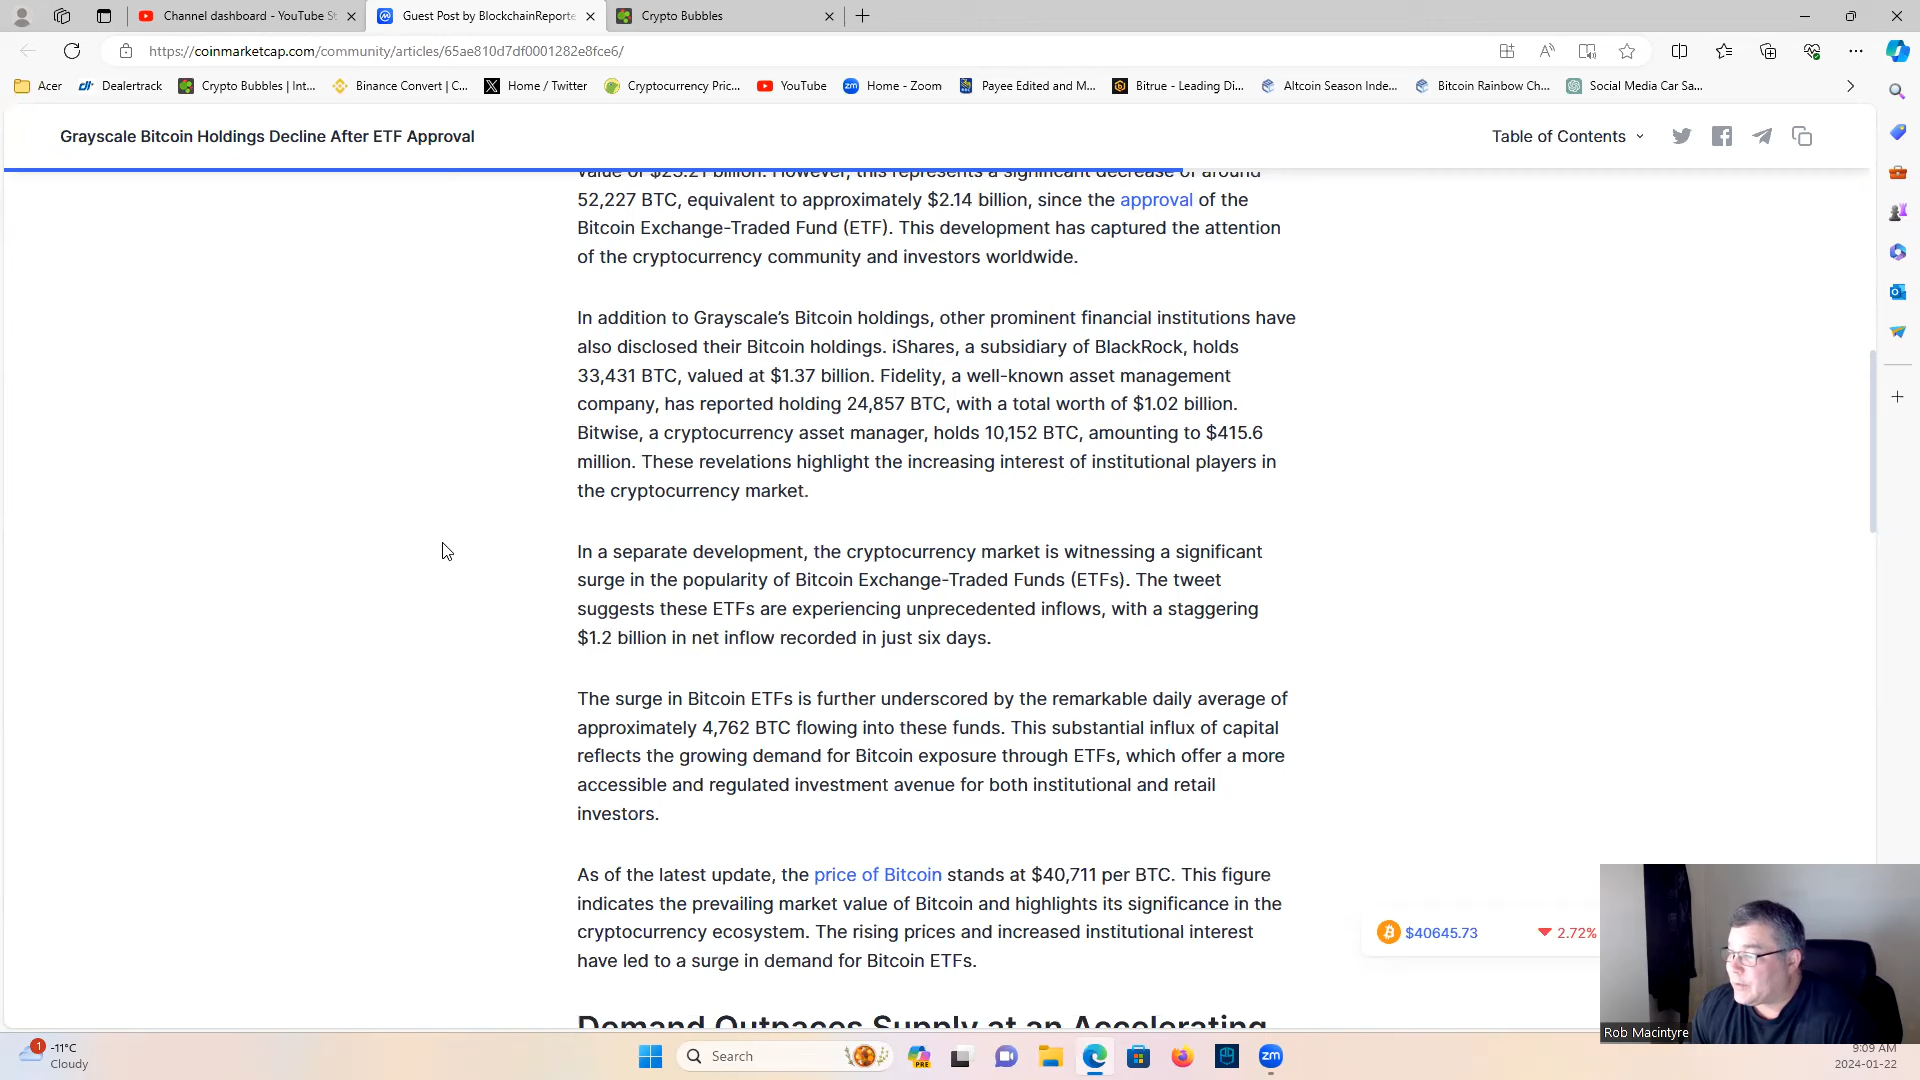 Channel dashboard - YouTube St
Guest Post by BlockchainReporte
Crypto Bubbles
https://coinmarketcap.com/community/articles/65ae810d7df0001282e8fce6/
Acer
Dealertrack
Crypto Bubbles | Int...
Binance Convert | C...
Home / Twitter
Cryptocurrency Pric...
YouTube
Home - Zoom
Payee Edited and M...
Bitrue - Leading Di...
Altcoin Season Inde...
Bitcoin Rainbow Ch...
Social Media Car Sa...
Grayscale Bitcoin Holdings Decline After ETF Approval
Table of Contents
value of $25.21 billion. However, this represents a significant decrease of around
52,227 BTC, equivalent to approximately $2.14 billion, since the approval of the
Bitcoin Exchange-Traded Fund (ETF). This development has captured the attention
of the cryptocurrency community and investors worldwide.
In addition to Grayscale’s Bitcoin holdings, other prominent financial institutions have
also disclosed their Bitcoin holdings. iShares, a subsidiary of BlackRock, holds
33,431 BTC, valued at $1.37 billion. Fidelity, a well-known asset management
company, has reported holding 24,857 BTC, with a total worth of $1.02 billion.
Bitwise, a cryptocurrency asset manager, holds 10,152 BTC, amounting to $415.6
million. These revelations highlight the increasing interest of institutional players in
the cryptocurrency market.
In a separate development, the cryptocurrency market is witnessing a significant
surge in the popularity of Bitcoin Exchange-Traded Funds (ETFs). The tweet
suggests these ETFs are experiencing unprecedented inflows, with a staggering
$1.2 billion in net inflow recorded in just six days.
The surge in Bitcoin ETFs is further underscored by the remarkable daily average of
approximately 4,762 BTC flowing into these funds. This substantial influx of capital
reflects the growing demand for Bitcoin exposure through ETFs, which offer a more
accessible and regulated investment avenue for both institutional and retail
investors.
As of the latest update, the price of Bitcoin stands at $40,711 per BTC. This figure
indicates the prevailing market value of Bitcoin and highlights its significance in the
cryptocurrency ecosystem. The rising prices and increased institutional interest
have led to a surge in demand for Bitcoin ETFs.
Demand Outpaces Supply at an Accelerating
$40645.73
2.72%
Rob Macintyre
1
-11°C
Cloudy
Search
PRE
zm
9:09 AM
2024-01-22